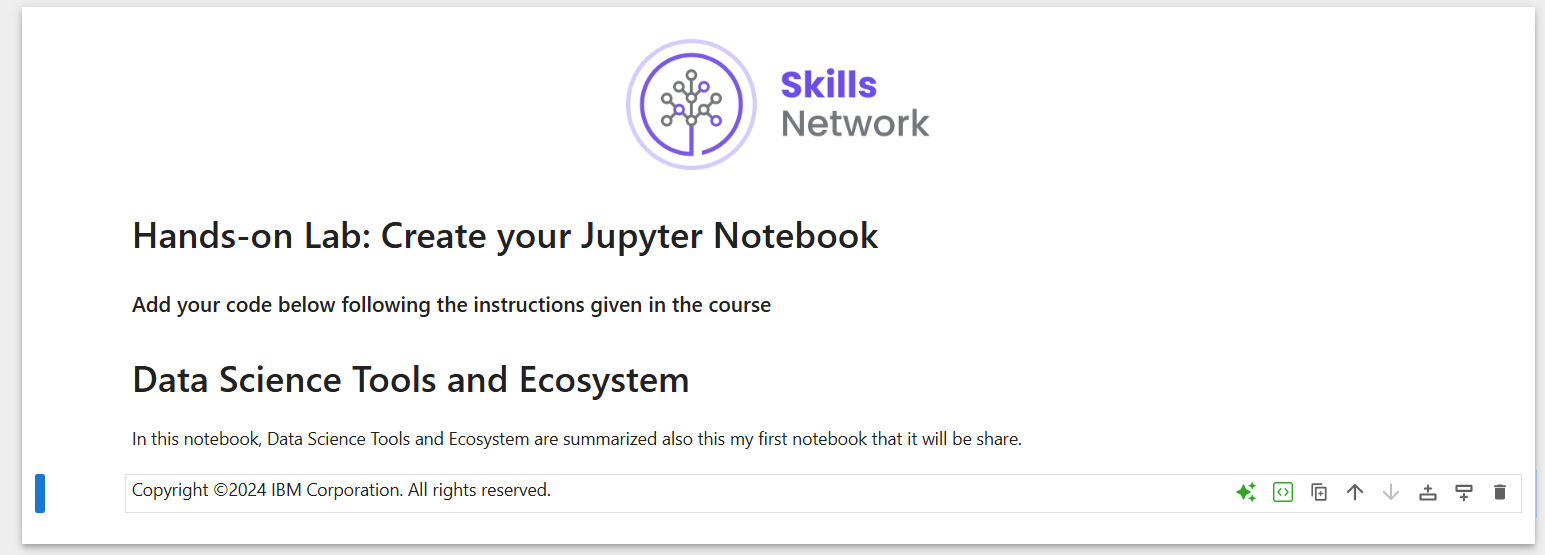 Skills
Network
Hands-on Lab: Create your Jupyter Notebook
Add your code below following the instructions given in the course
Data Science Tools and Ecosystem
In this notebook, Data Science Tools and Ecosystem are summarized also this my first notebook that it will be share.
Copyright ©2024 IBM Corporation. All rights reserved.